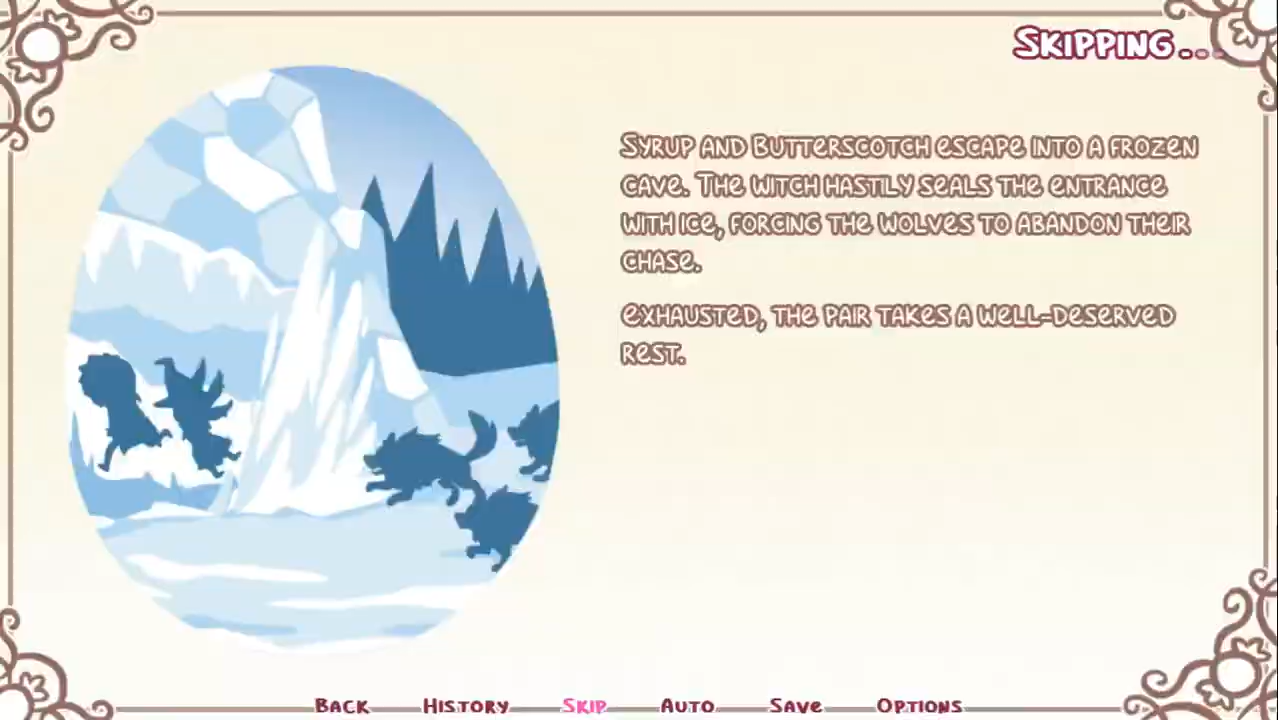 Skipping...
Syrup and Butterscotch escape into a frozen
cave. The witch hastily seals the entrance
with ice, forcing the wolves to abandon their
chase.
Exhausted, the pair takes a well-deserved
rest.
Back History Skip Auto Save Options